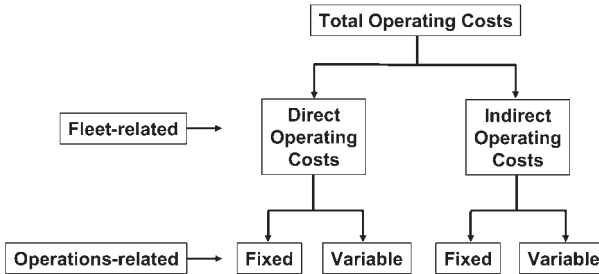 Total Operating Costs
Fleet-related
Direct
Operating
Costs
Indirect
Operating
Costs
Operations-related
Fixed
Variable
Fixed
Variable